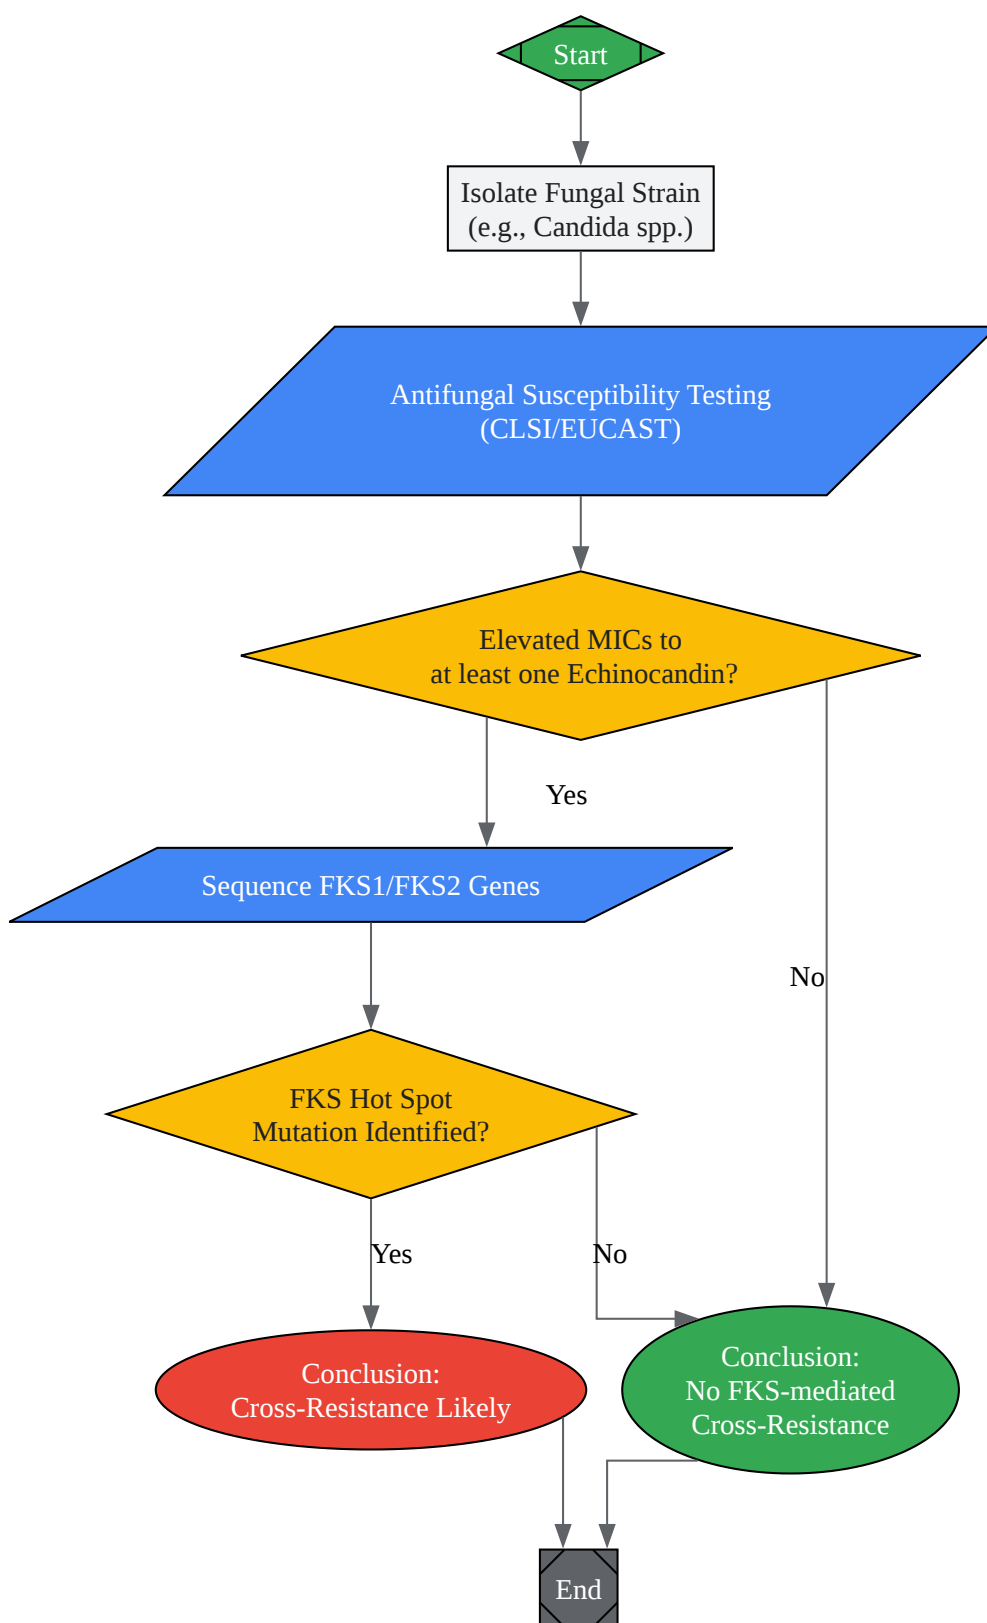 Start
Isolate Fungal Strain
(e.g., Candida spp.)
Antifungal Susceptibility Testing
(CLSI/EUCAST)
Elevated MICs to
at least one Echinocandin?
Yes
Sequence FKS1/FKS2 Genes
No
FKS Hot Spot
Mutation Identified?
Yes
No
Conclusion:
Cross-Resistance Likely
Conclusion:
No FKS-mediated
Cross-Resistance
End